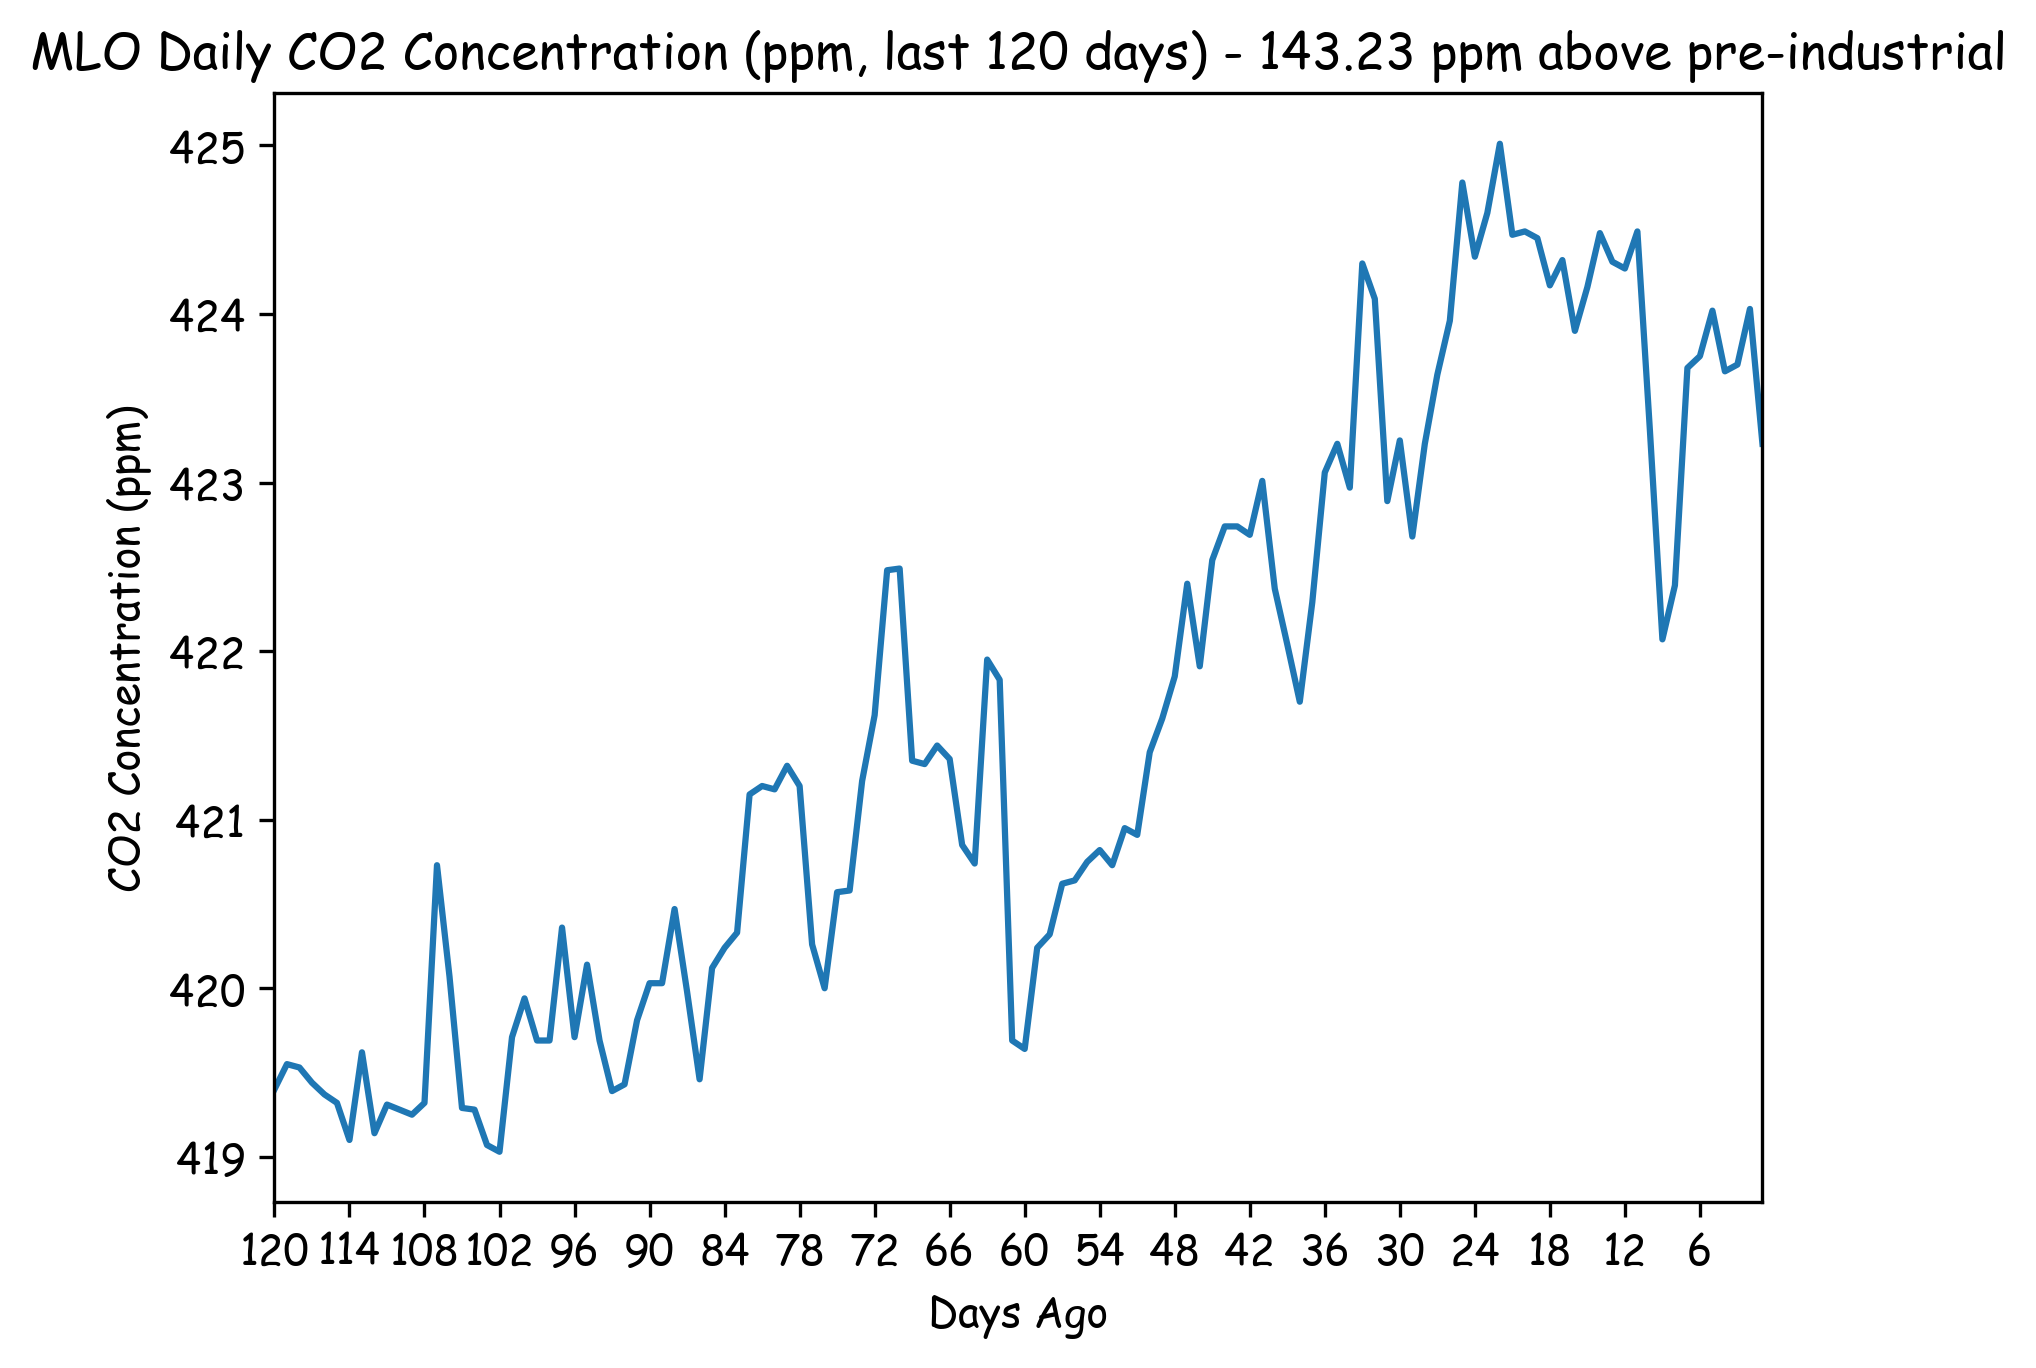 MLO Daily CO2 Concentration (ppm, last 120 days) - 143.23 ppm above pre-industrial
425
424
423
422
421
420
419
CO2 Concentration (ppm)
120 114 108 102 96 90 84 78 72 66 60 54 48 42 36 30 24 18 12 6
Days Ago